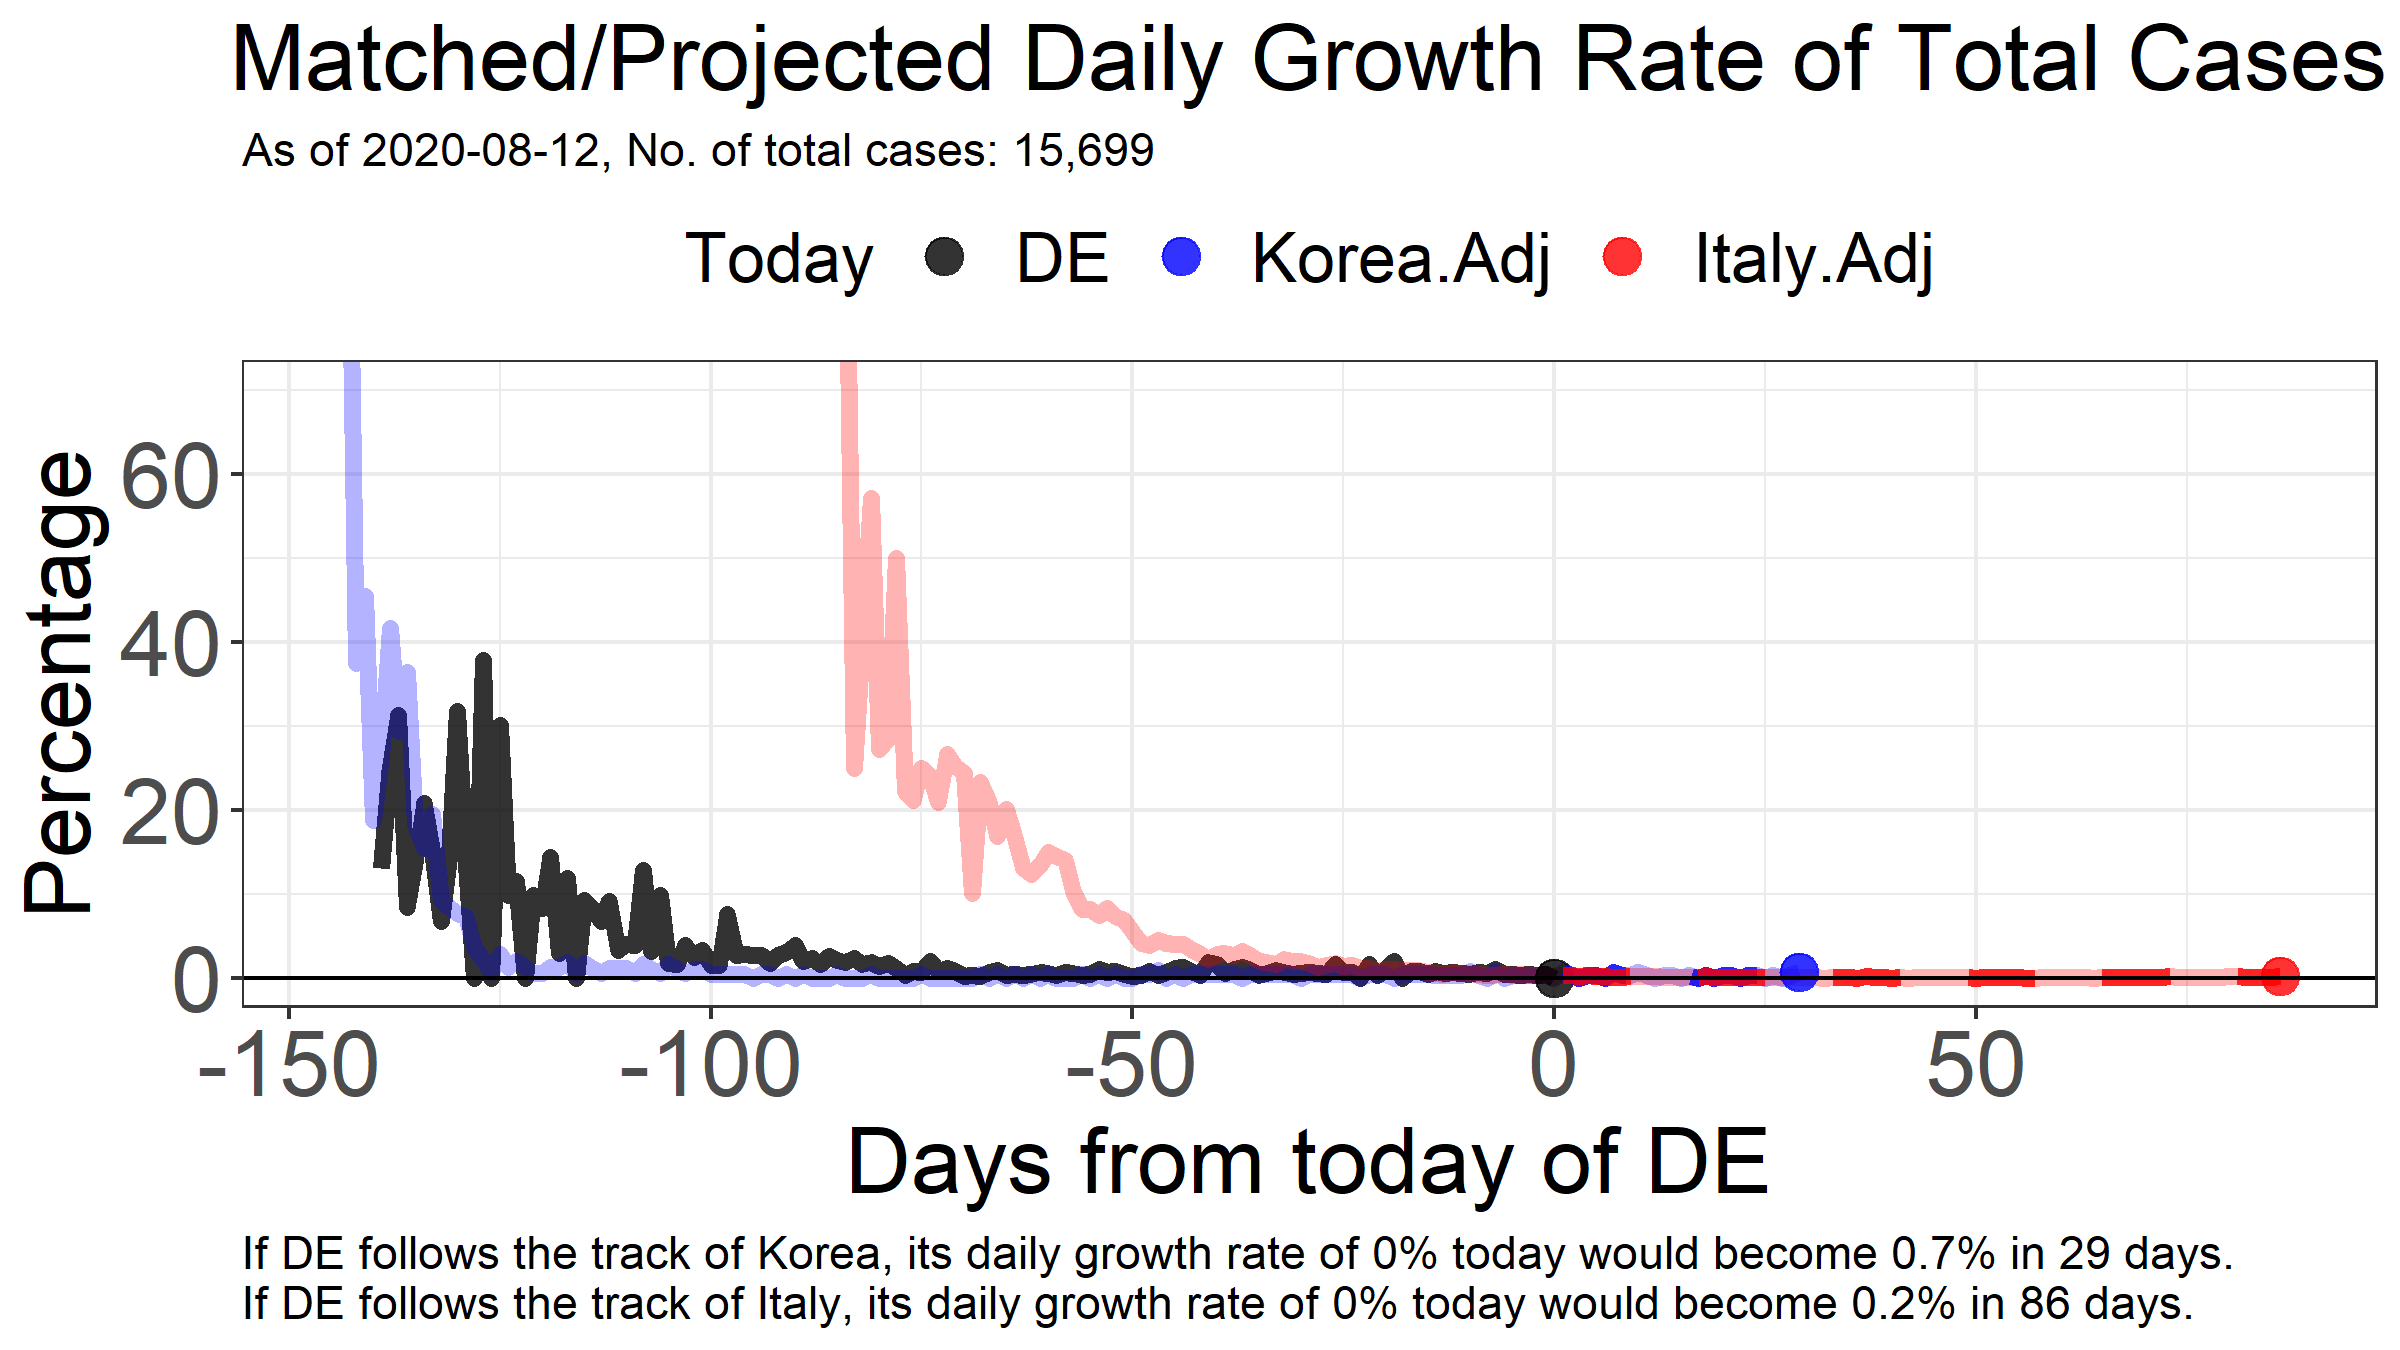 Matched/Projected Daily Growth Rate of Total Cases
As of 2020-08-12, No. of total cases: 15,699
Today DE Korea.Adj Italy.Adj
Percentage
60
40
20
0
-150 -100 -50 0 50
Days from today of DE
If DE follows the track of Korea, its daily growth rate of 0% today would become 0.7% in 29 days.
If DE follows the track of Italy, its daily growth rate of 0% today would become 0.2% in 86 days.